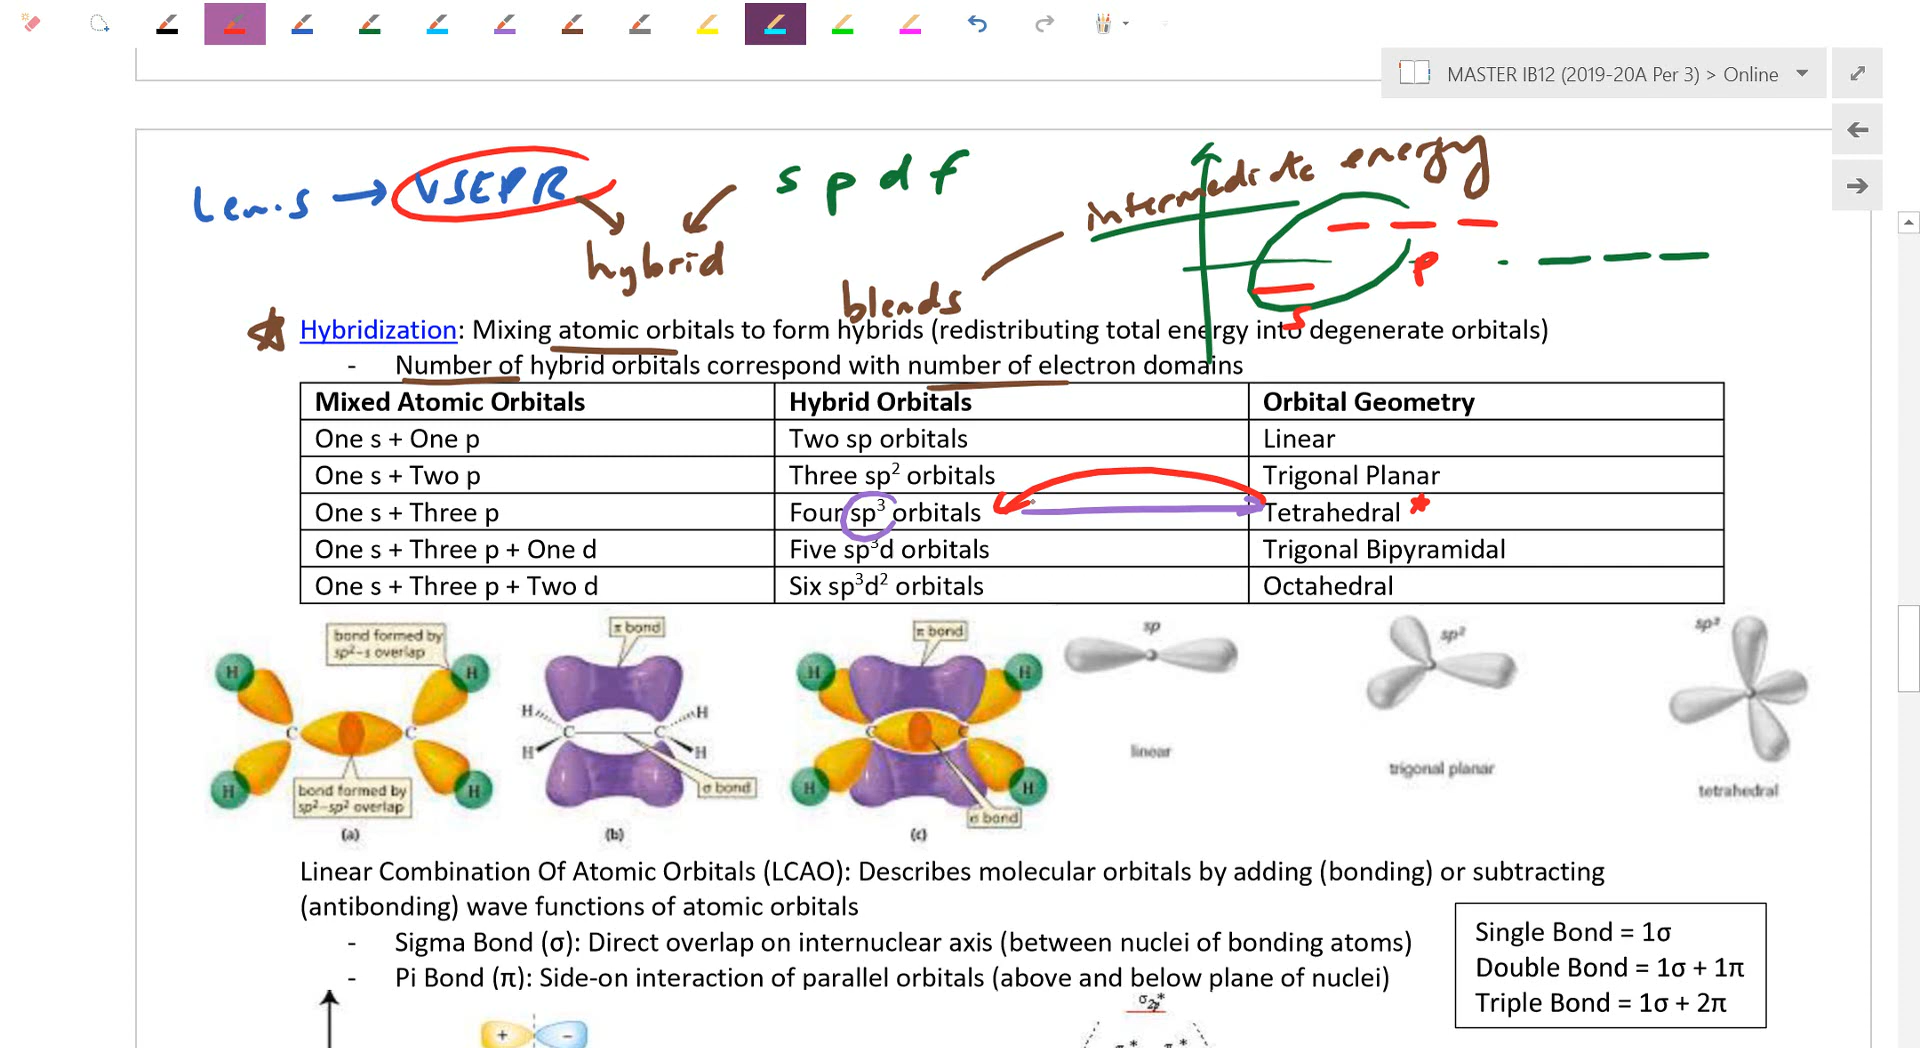 MASTER IB12 (2019-20A Per 3) > Online
Lewis → VSEPR
s p d f
hybrid
blends
intermediate energy
p
s
Hybridization: Mixing atomic orbitals to form hybrids (redistributing total energy into degenerate orbitals)
- Number of hybrid orbitals correspond with number of electron domains
Mixed Atomic Orbitals Hybrid Orbitals Orbital Geometry
One s + One p Two sp orbitals Linear
One s + Two p Three sp² orbitals Trigonal Planar
One s + Three p Four sp³ orbitals Tetrahedral
One s + Three p + One d Five sp³d orbitals Trigonal Bipyramidal
One s + Three p + Two d Six sp³d² orbitals Octahedral
bond formed by
sp²-s overlap
H H
C C
H H
bond formed by
sp²-sp² overlap
(a)
π bond
H H
C C
H H
σ bond
(b)
π bond
H H
C C
H H
σ bond
(c)
sp
linear
sp²
trigonal planar
sp³
tetrahedral
Linear Combination Of Atomic Orbitals (LCAO): Describes molecular orbitals by adding (bonding) or subtracting
(antibonding) wave functions of atomic orbitals
- Sigma Bond (σ): Direct overlap on internuclear axis (between nuclei of bonding atoms)
- Pi Bond (π): Side-on interaction of parallel orbitals (above and below plane of nuclei)
Single Bond = 1σ
Double Bond = 1σ + 1π
Triple Bond = 1σ + 2π
+ −